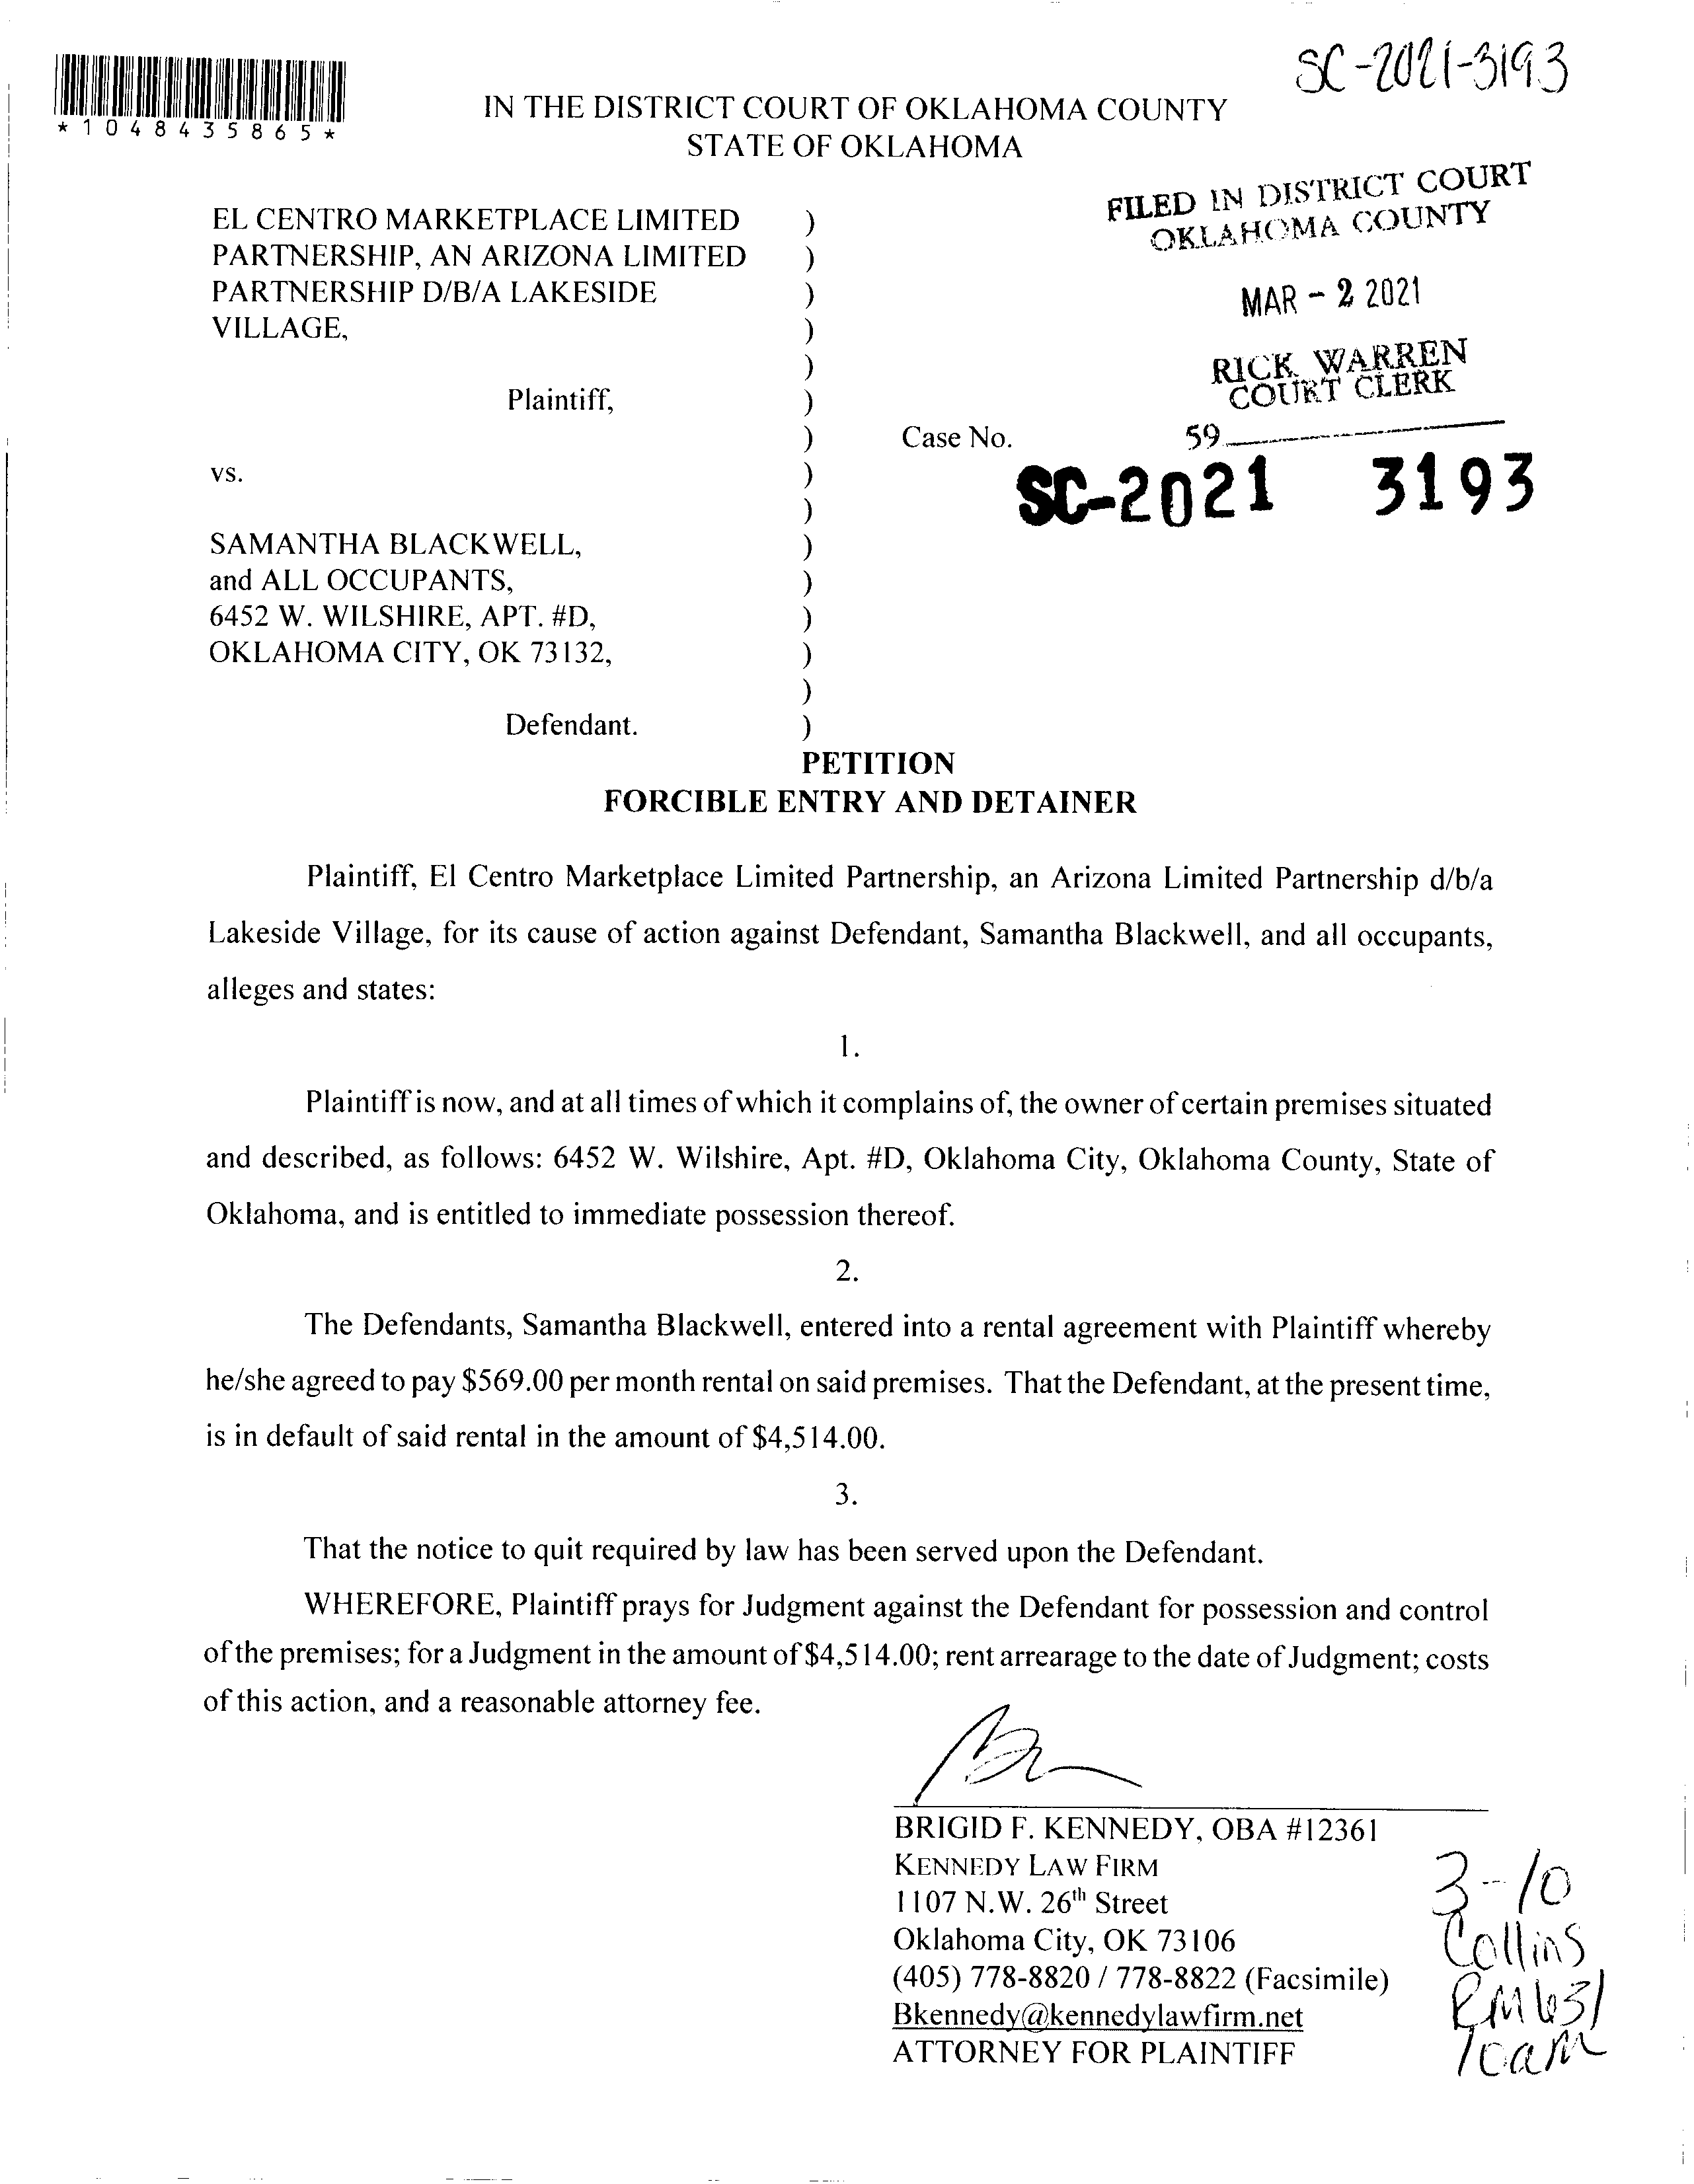 SC-2021-3193
*1048435865*
IN THE DISTRICT COURT OF OKLAHOMA COUNTY
STATE OF OKLAHOMA
FILED IN DISTRICT COURT
OKLAHOMA COUNTY
MAR - 2 2021
RICK WARREN
COURT CLERK
59
EL CENTRO MARKETPLACE LIMITED )
PARTNERSHIP, AN ARIZONA LIMITED )
PARTNERSHIP D/B/A LAKESIDE )
VILLAGE, )
)
Plaintiff, )
) Case No.
vs. ) SC-2021 3193
)
SAMANTHA BLACKWELL, )
and ALL OCCUPANTS, )
6452 W. WILSHIRE, APT. #D, )
OKLAHOMA CITY, OK 73132, )
)
Defendant. )
PETITION
FORCIBLE ENTRY AND DETAINER
Plaintiff, El Centro Marketplace Limited Partnership, an Arizona Limited Partnership d/b/a
Lakeside Village, for its cause of action against Defendant, Samantha Blackwell, and all occupants,
alleges and states:
1.
Plaintiff is now, and at all times of which it complains of, the owner of certain premises situated
and described, as follows: 6452 W. Wilshire, Apt. #D, Oklahoma City, Oklahoma County, State of
Oklahoma, and is entitled to immediate possession thereof.
2.
The Defendants, Samantha Blackwell, entered into a rental agreement with Plaintiff whereby
he/she agreed to pay $569.00 per month rental on said premises. That the Defendant, at the present time,
is in default of said rental in the amount of $4,514.00.
3.
That the notice to quit required by law has been served upon the Defendant.
WHEREFORE, Plaintiff prays for Judgment against the Defendant for possession and control
of the premises; for a Judgment in the amount of $4,514.00; rent arrearage to the date of Judgment; costs
of this action, and a reasonable attorney fee.
BRIGID F. KENNEDY, OBA #12361
KENNEDY LAW FIRM
1107 N.W. 26th Street
Oklahoma City, OK 73106
(405) 778-8820 / 778-8822 (Facsimile)
Bkennedy@kennedylawfirm.net
ATTORNEY FOR PLAINTIFF
3-10
Collins
RM 631
10am